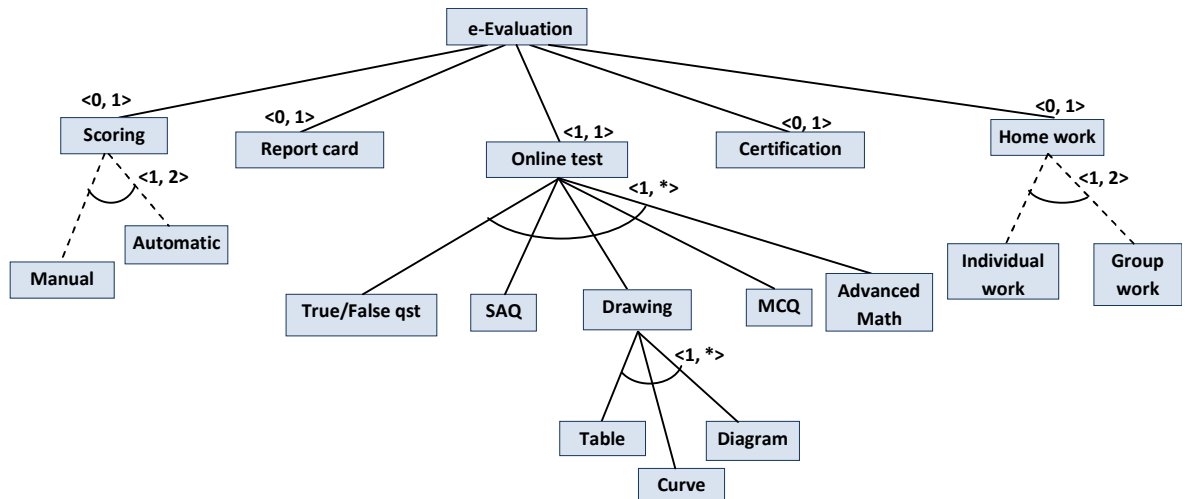 e-Evaluation
<0, 1>
<0, 1>
<1, 1>
<0, 1>
<0, 1>
Scoring
Report card
Online test
Certification
Home work
<1, 2>
<1, *>
<1, 2>
Manual
Automatic
True/False qst
SAQ
Drawing
MCQ
Advanced
Math
Individual
work
Group
work
<1, *>
Table
Curve
Diagram